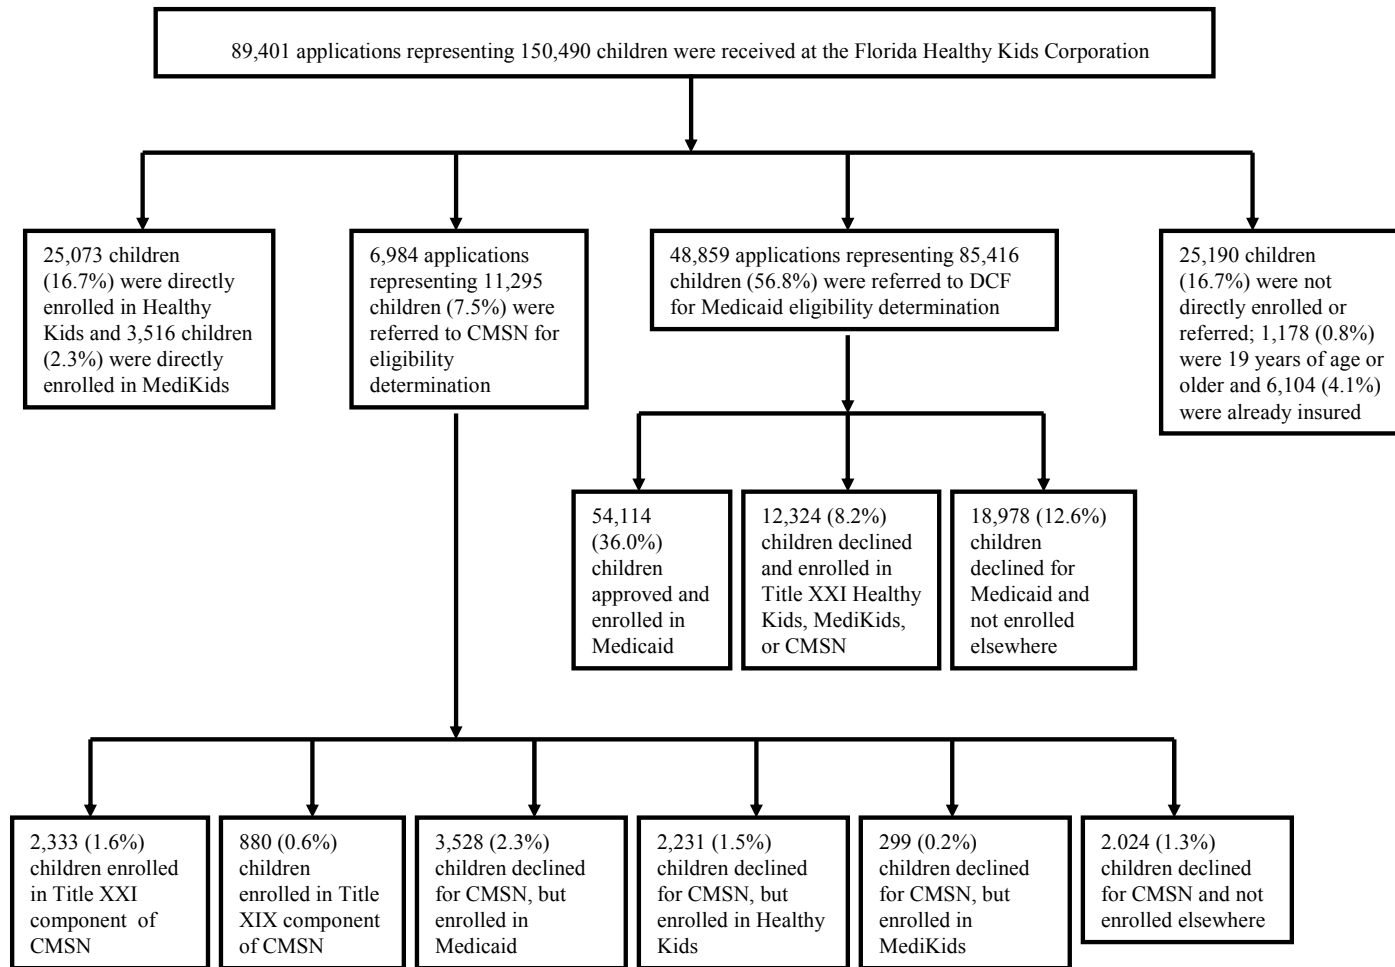 89,401 applications representing 150,490 children were received at the Florida Healthy Kids Corporation
25,073 children
(16.7%) were directly
enrolled in Healthy
Kids and 3,516 children
(2.3%) were directly
enrolled in MediKids
6,984 applications
representing 11,295
children (7.5%) were
referred to CMSN for
eligibility
determination
48,859 applications representing 85,416
children (56.8%) were referred to DCF
for Medicaid eligibility determination
25,190 children
(16.7%) were not
directly enrolled or
referred; 1,178 (0.8%)
were 19 years of age or
older and 6,104 (4.1%)
were already insured
54,114
(36.0%)
children
approved and
enrolled in
Medicaid
12,324 (8.2%)
children declined
and enrolled in
Title XXI Healthy
Kids, MediKids,
or CMSN
18,978 (12.6%)
children
declined for
Medicaid and
not enrolled
elsewhere
2,333 (1.6%)
children enrolled
in Title XXI
component of
CMSN
880 (0.6%)
children
enrolled in Title
XIX component
of CMSN
3,528 (2.3%)
children declined
for CMSN, but
enrolled in
Medicaid
2,231 (1.5%)
children declined
for CMSN, but
enrolled in Healthy
Kids
299 (0.2%)
children declined
for CMSN, but
enrolled in
MediKids
2.024 (1.3%)
children declined
for CMSN and not
enrolled elsewhere